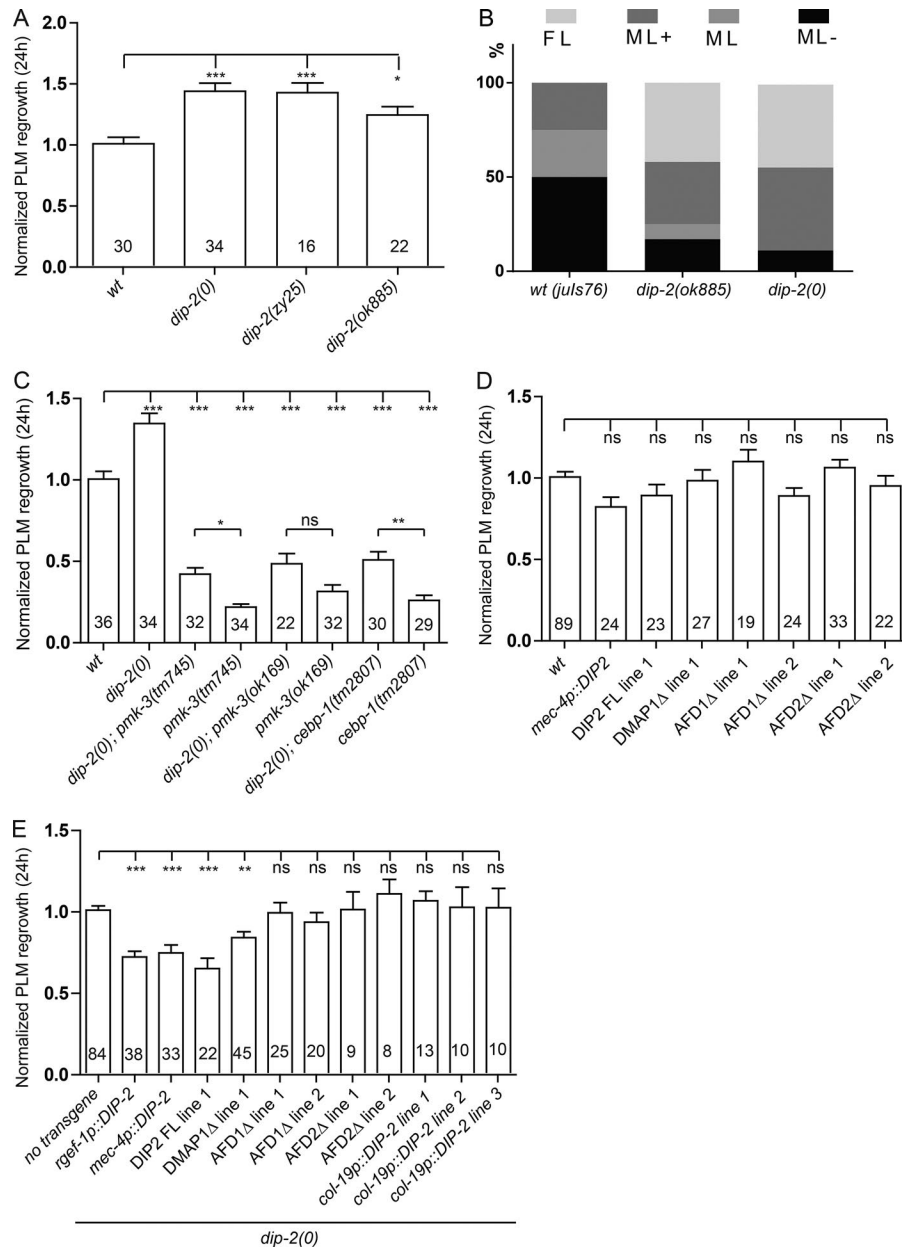 A
Normalized PLM regrowth (24h)
2.0
1.5
1.0
0.5
0.0
*** *** *
30 34 16 22
wt
dip-2(0)
dip-2(zy25)
dip-2(ok885)
B
FL ML+ ML ML-
%
100
50
0
wt (juIs76) dip-2(ok885) dip-2(0)
C
Normalized PLM regrowth (24h)
1.5
1.0
0.5
0.0
*** *** *** *** *** *** ***
* ns **
36 34 32 34 22 32 30 29
wt
dip-2(0)
dip-2(0); pmk-3(tm745)
pmk-3(tm745)
dip-2(0); pmk-3(ok169)
pmk-3(ok169)
dip-2(0); cebp-1(tm2807)
cebp-1(tm2807)
D
Normalized PLM regrowth (24h)
1.5
1.0
0.5
0.0
ns ns ns ns ns ns ns
89 24 23 27 19 24 33 22
wt
mec-4p::DIP2
DIP2 FL line 1
DMAP1Δ line 1
AFD1Δ line 1
AFD1Δ line 2
AFD2Δ line 1
AFD2Δ line 2
E
Normalized PLM regrowth (24h)
1.5
1.0
0.5
0.0
*** *** *** ** ns ns ns ns ns ns ns
84 38 33 22 45 25 20 9 8 13 10 10
no transgene
rgef-1p::DIP-2
mec-4p::DIP-2
DIP2 FL line 1
DMAP1Δ line 1
AFD1Δ line 1
AFD1Δ line 2
AFD2Δ line 1
AFD2Δ line 2
col-19p::DIP-2 line 1
col-19p::DIP-2 line 2
col-19p::DIP-2 line 3
dip-2(0)